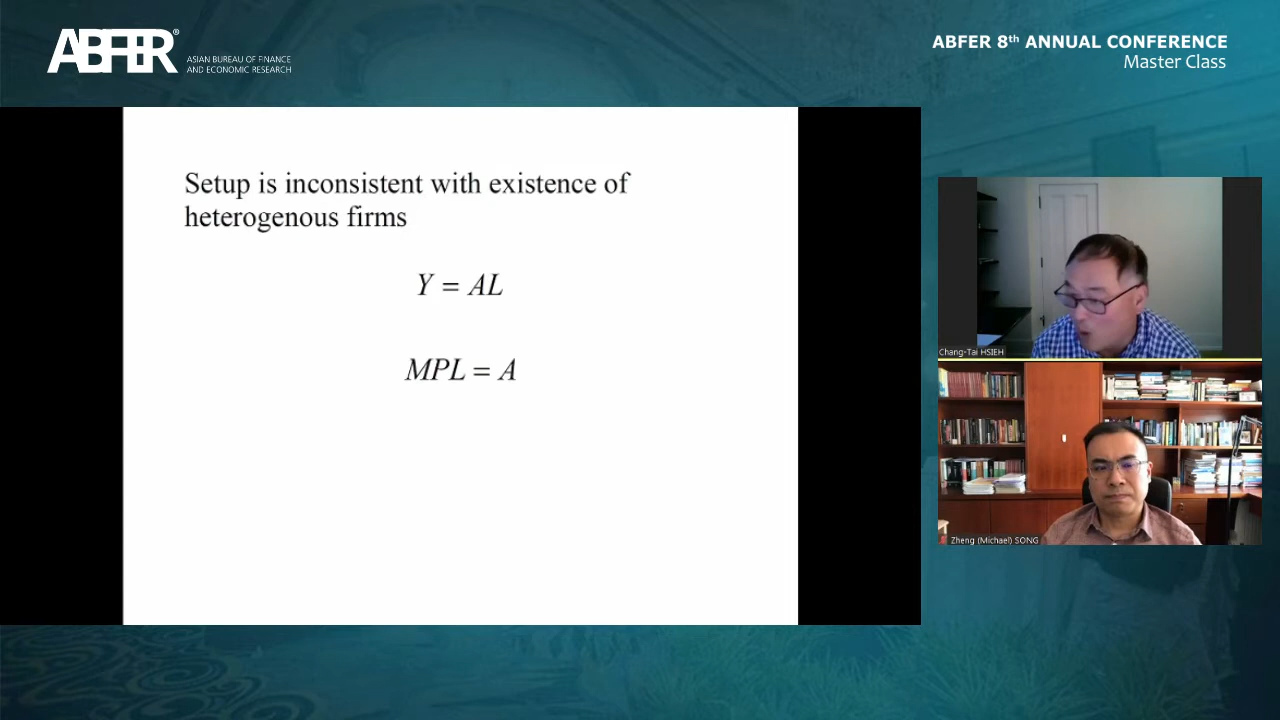 ABFER®
ASIAN BUREAU OF FINANCE
AND ECONOMIC RESEARCH
ABFER 8th ANNUAL CONFERENCE
Master Class
Setup is inconsistent with existence of
heterogenous firms
Y = AL
MPL = A
Chang-Tai HSIEH
Zheng (Michael) SONG